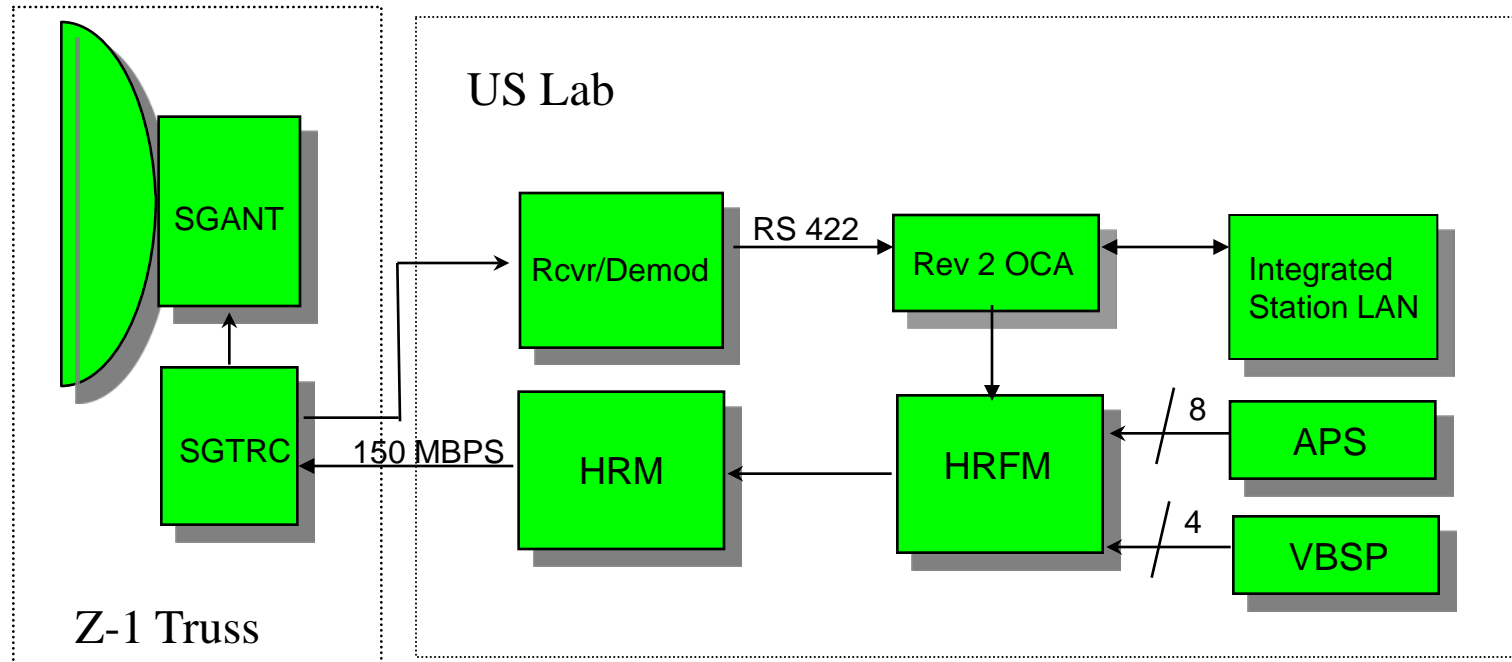 US Lab
SGANT
Rcvr/Demod
RS 422
Rev 2 OCA
Integrated
Station LAN
SGTRC
150 MBPS
HRM
HRFM
8
APS
4
VBSP
Z-1 Truss